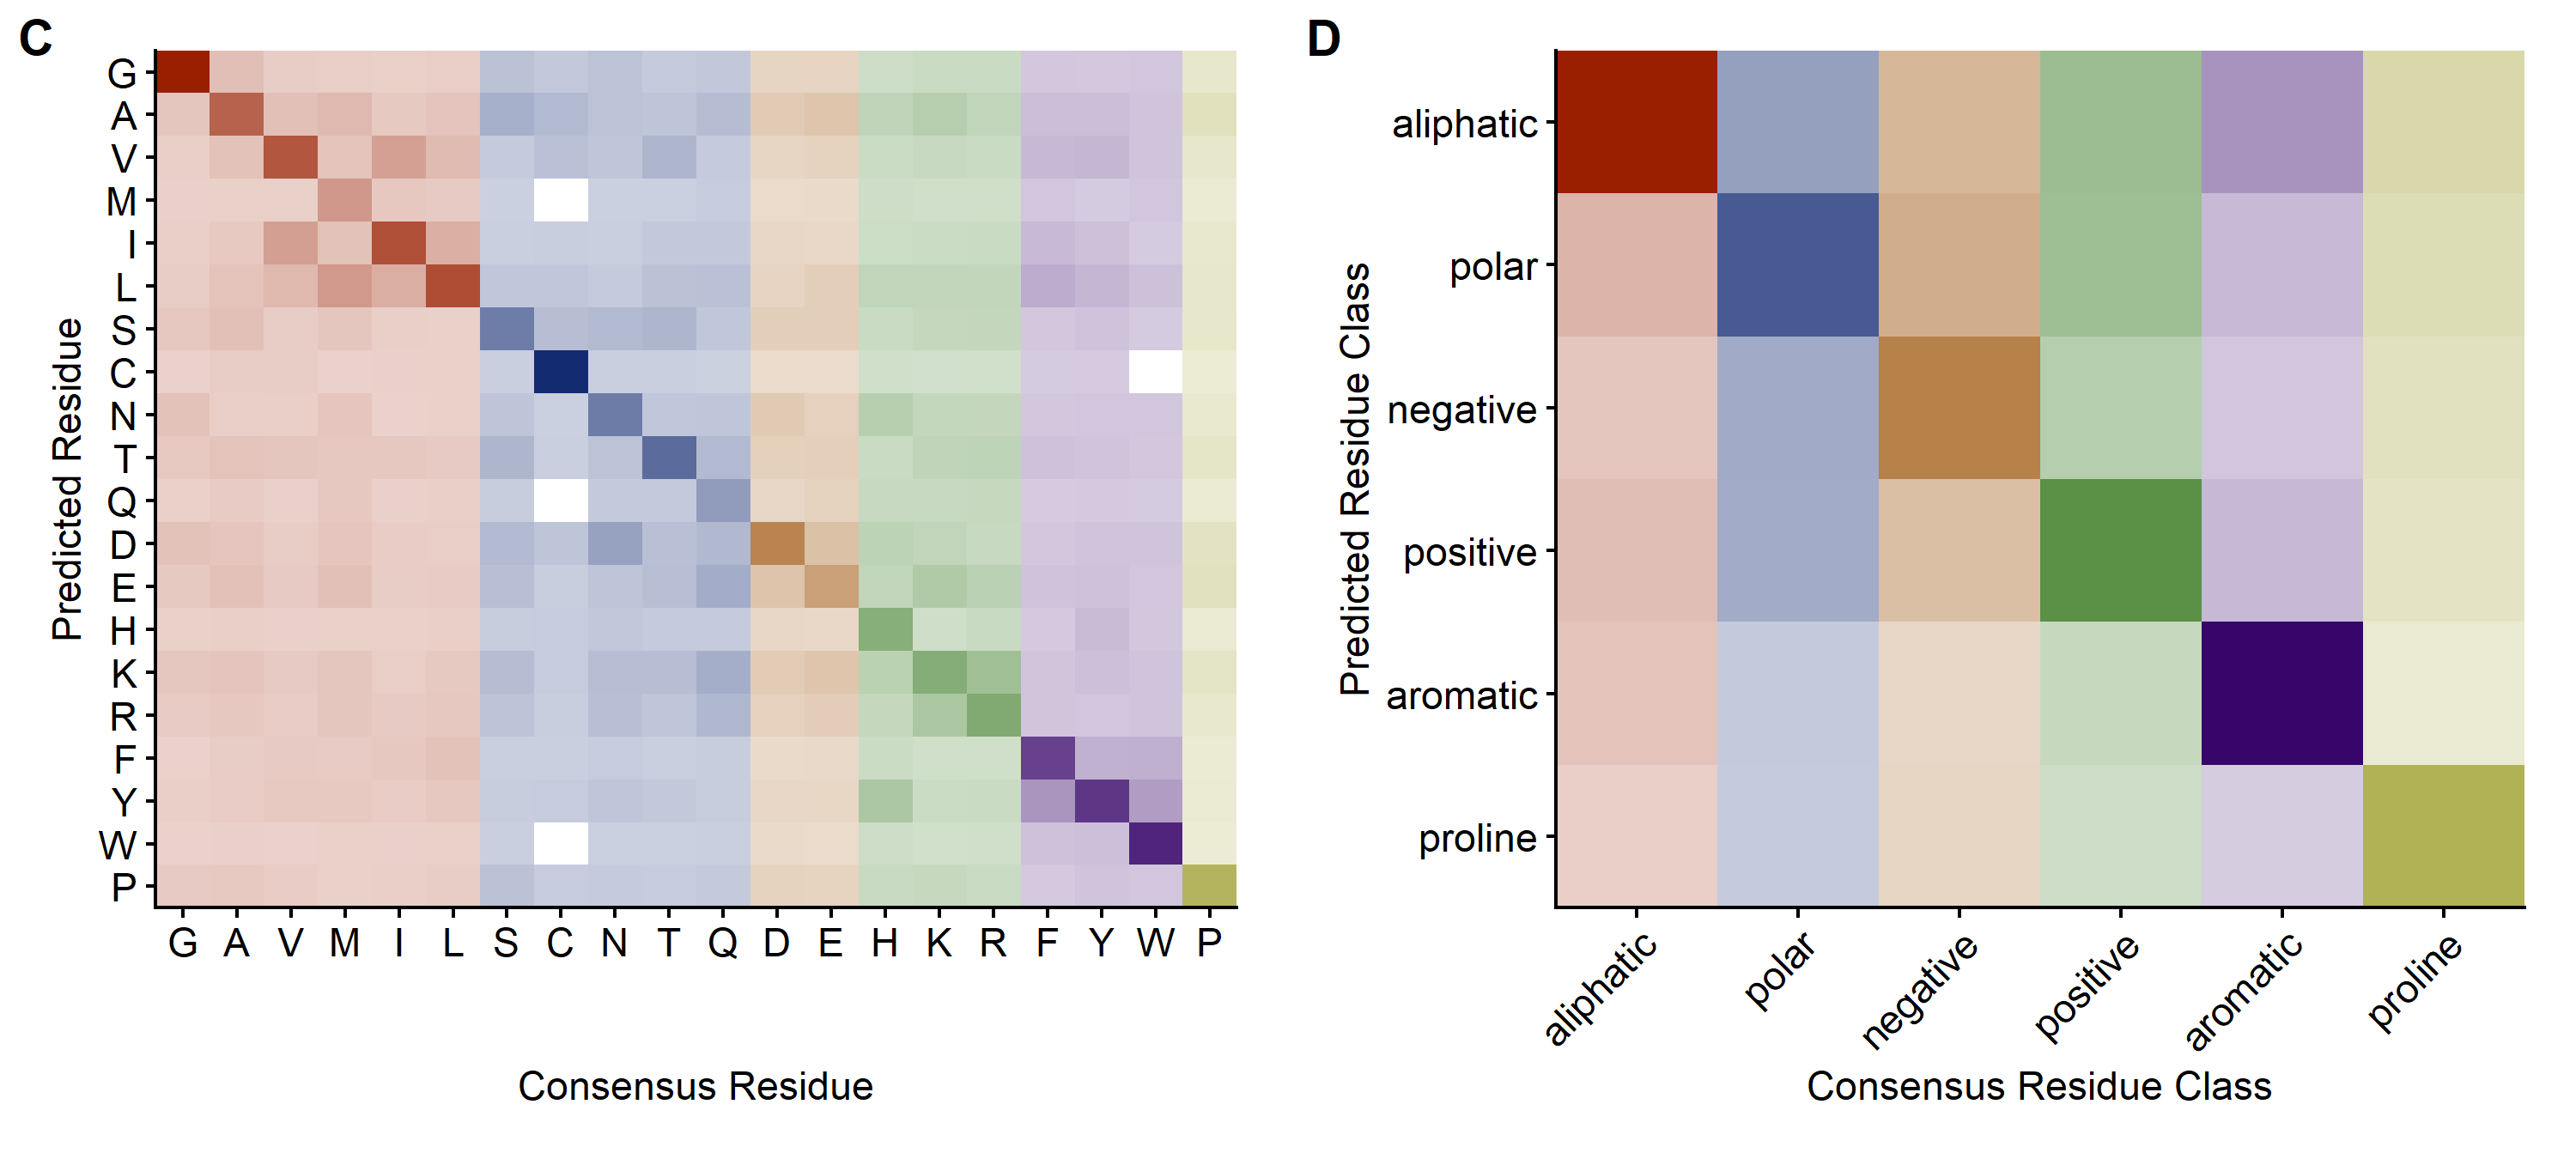 C
G
A
V
M
I
L
S
C
N
T
Q
D
E
H
K
R
F
Y
W
P
Predicted Residue
G A V M I L S C N T Q D E H K R F Y W P
Consensus Residue
D
aliphatic
polar
negative
positive
aromatic
proline
Predicted Residue Class
aliphatic polar negative positive aromatic proline
Consensus Residue Class